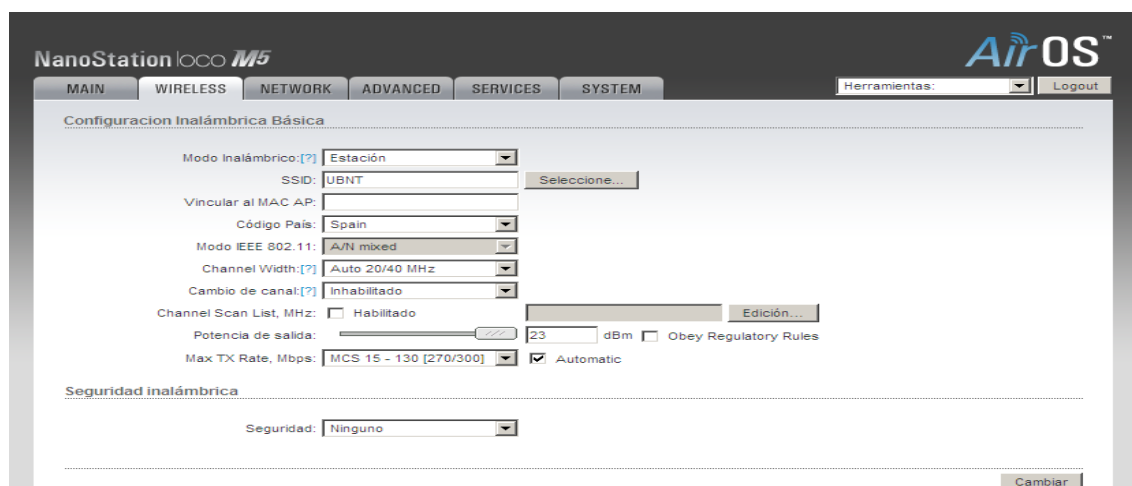 NanoStation loco M5
AirOS™
MAIN WIRELESS NETWORK ADVANCED SERVICES SYSTEM Herramientas: Logout
Configuracion Inalámbrica Básica
Modo Inalámbrico:[?] Estación
SSID: UBNT Seleccione...
Vincular al MAC AP:
Código País: Spain
Modo IEEE 802.11: A/N mixed
Channel Width:[?] Auto 20/40 MHz
Cambio de canal:[?] Inhabilitado
Channel Scan List, MHz: Habilitado Edición...
Potencia de salida: 23 dBm Obey Regulatory Rules
Max TX Rate, Mbps: MCS 15 - 130 [270/300] Automatic
Seguridad inalámbrica
Seguridad: Ninguno
Cambiar